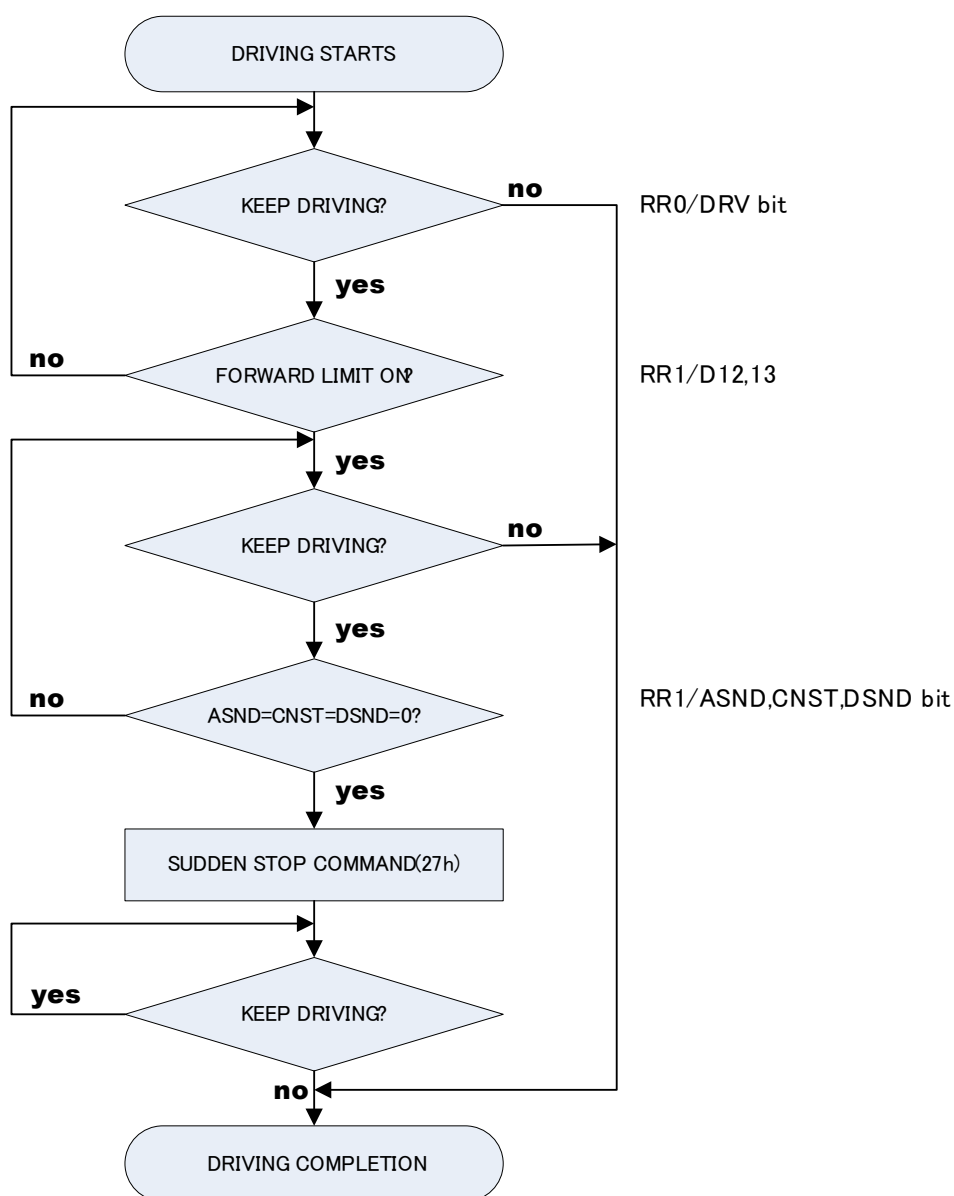 DRIVING STARTS
KEEP DRIVING?
no
RR0/DRV bit
yes
no
FORWARD LIMIT ON?
RR1/D12,13
yes
KEEP DRIVING?
no
yes
no
ASND=CNST=DSND=0?
RR1/ASND,CNST,DSND bit
yes
SUDDEN STOP COMMAND(27h)
yes
KEEP DRIVING?
no
DRIVING COMPLETION